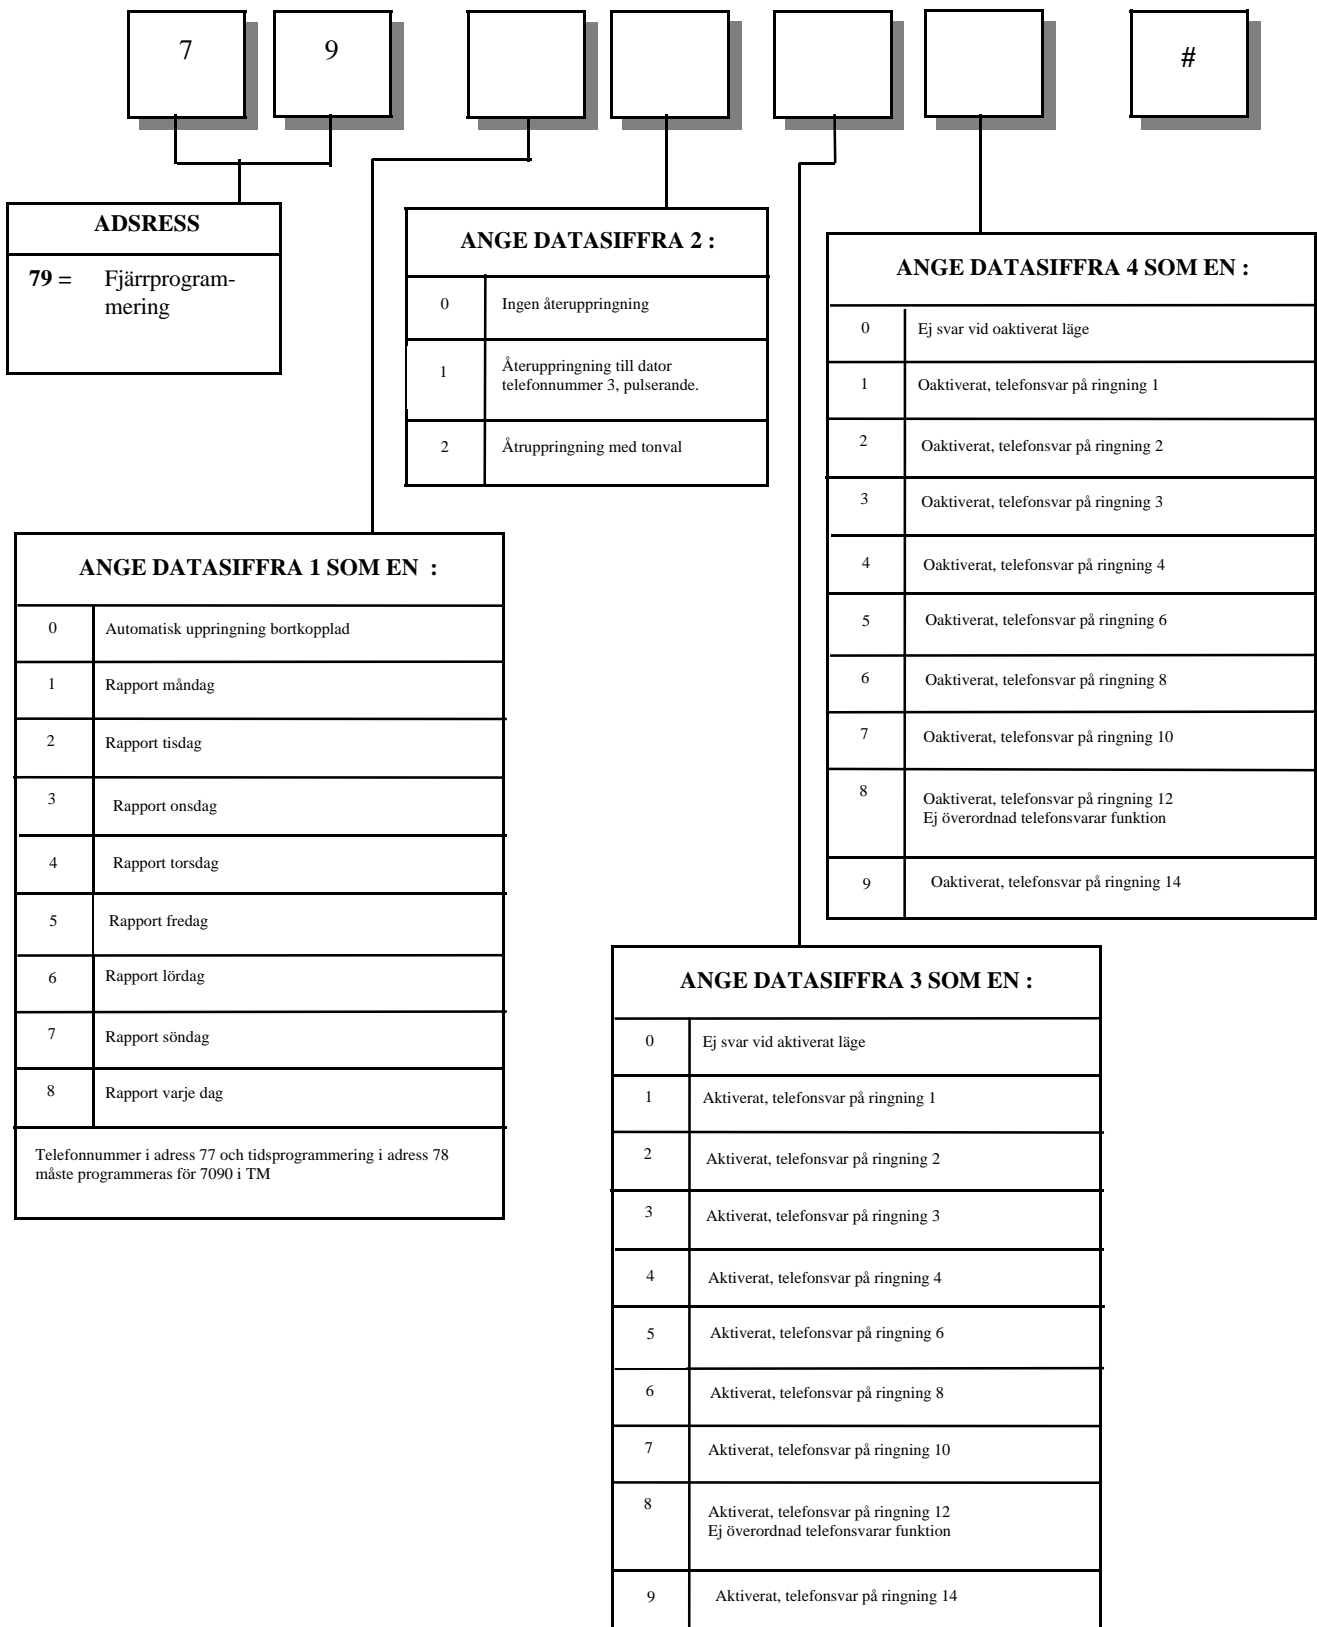 7 9 #
ADSRESS
79 = Fjärrprogram-
mering
ANGE DATASIFFRA 2 :
0 Ingen återuppringning
1 Återuppringning till dator
telefonnummer 3, pulserande.
2 Åtruppringning med tonval
ANGE DATASIFFRA 4 SOM EN :
0 Ej svar vid oaktiverat läge
1 Oaktiverat, telefonsvar på ringning 1
2 Oaktiverat, telefonsvar på ringning 2
3 Oaktiverat, telefonsvar på ringning 3
4 Oaktiverat, telefonsvar på ringning 4
5 Oaktiverat, telefonsvar på ringning 6
6 Oaktiverat, telefonsvar på ringning 8
7 Oaktiverat, telefonsvar på ringning 10
8 Oaktiverat, telefonsvar på ringning 12
Ej överordnad telefonsvarar funktion
9 Oaktiverat, telefonsvar på ringning 14
ANGE DATASIFFRA 1 SOM EN :
0 Automatisk uppringning bortkopplad
1 Rapport måndag
2 Rapport tisdag
3 Rapport onsdag
4 Rapport torsdag
5 Rapport fredag
6 Rapport lördag
7 Rapport söndag
8 Rapport varje dag
Telefonnummer i adress 77 och tidsprogrammering i adress 78
måste programmeras för 7090 i TM
ANGE DATASIFFRA 3 SOM EN :
0 Ej svar vid aktiverat läge
1 Aktiverat, telefonsvar på ringning 1
2 Aktiverat, telefonsvar på ringning 2
3 Aktiverat, telefonsvar på ringning 3
4 Aktiverat, telefonsvar på ringning 4
5 Aktiverat, telefonsvar på ringning 6
6 Aktiverat, telefonsvar på ringning 8
7 Aktiverat, telefonsvar på ringning 10
8 Aktiverat, telefonsvar på ringning 12
Ej överordnad telefonsvarar funktion
9 Aktiverat, telefonsvar på ringning 14